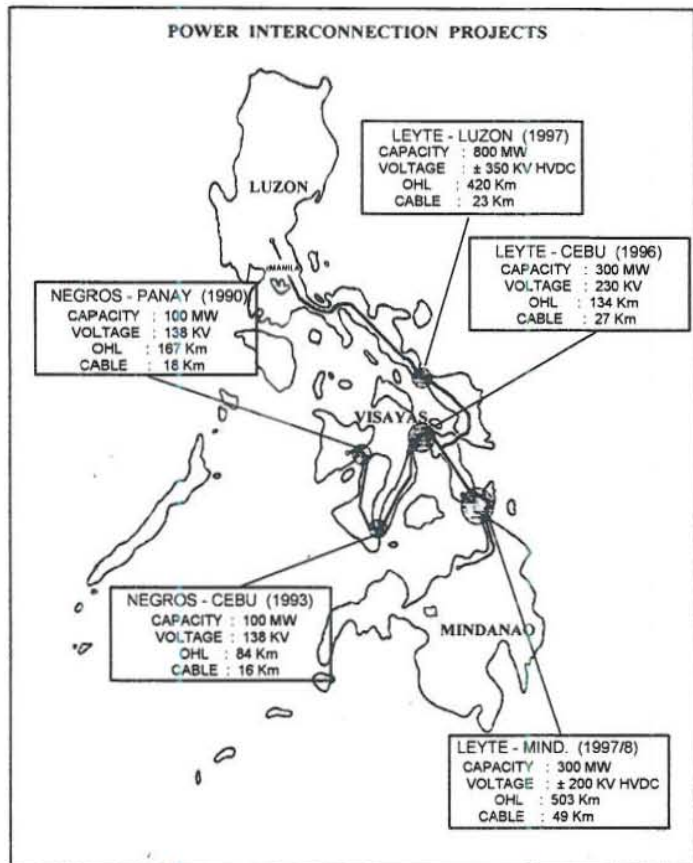 POWER INTERCONNECTION PROJECTS
LEYTE - LUZON (1997)
CAPACITY : 800 MW
VOLTAGE : ± 350 KV HVDC
OHL : 420 Km
CABLE : 23 Km
LUZON
MANILA
LEYTE - CEBU (1996)
CAPACITY : 300 MW
VOLTAGE : 230 KV
OHL : 134 Km
CABLE : 27 Km
NEGROS - PANAY (1990)
CAPACITY : 100 MW
VOLTAGE : 138 KV
OHL : 167 Km
CABLE : 18 Km
VISAYAS
NEGROS - CEBU (1993)
CAPACITY : 100 MW
VOLTAGE : 138 KV
OHL : 84 Km
CABLE : 16 Km
MINDANAO
LEYTE - MIND. (1997/8)
CAPACITY : 300 MW
VOLTAGE : ± 200 KV HVDC
OHL : 503 Km
CABLE : 49 Km